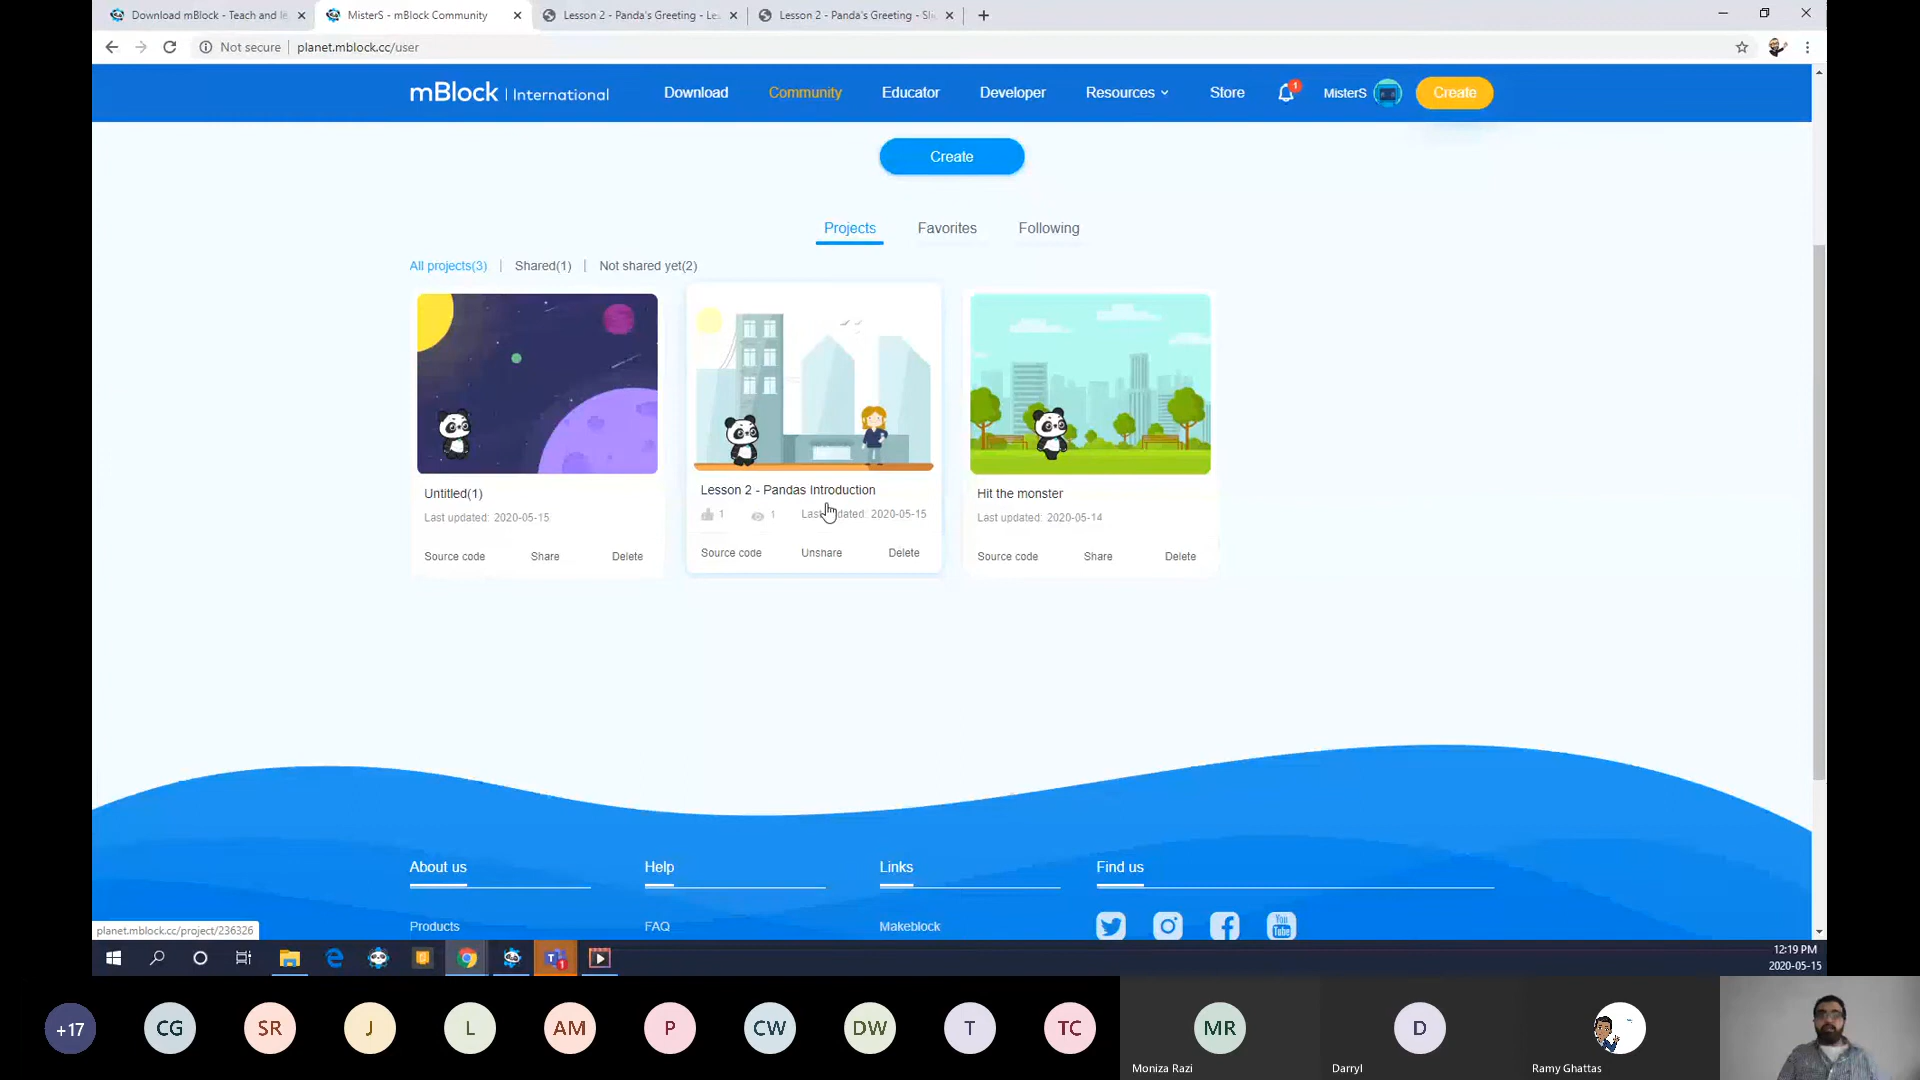 Download mBlock - Teach and le
MisterS - mBlock Community
Lesson 2 - Panda's Greeting - Le
Lesson 2 - Panda's Greeting - Sli
Not secure | planet.mblock.cc/user
mBlock | International
Download
Community
Educator
Developer
Resources
Store
1
MisterS
Create
Create
Projects
Favorites
Following
All projects(3) | Shared(1) | Not shared yet(2)
Untitled(1)
Last updated: 2020-05-15
Source code
Share
Delete
Lesson 2 - Pandas Introduction
1
1
Last updated: 2020-05-15
Source code
Unshare
Delete
Hit the monster
Last updated: 2020-05-14
Source code
Share
Delete
About us
Help
Links
Find us
Products
FAQ
Makeblock
You
Tube
planet.mblock.cc/project/236326
12:19 PM
2020-05-15
+17
CG
SR
J
L
AM
P
CW
DW
T
TC
MR
Moniza Razi
D
Darryl
Ramy Ghattas